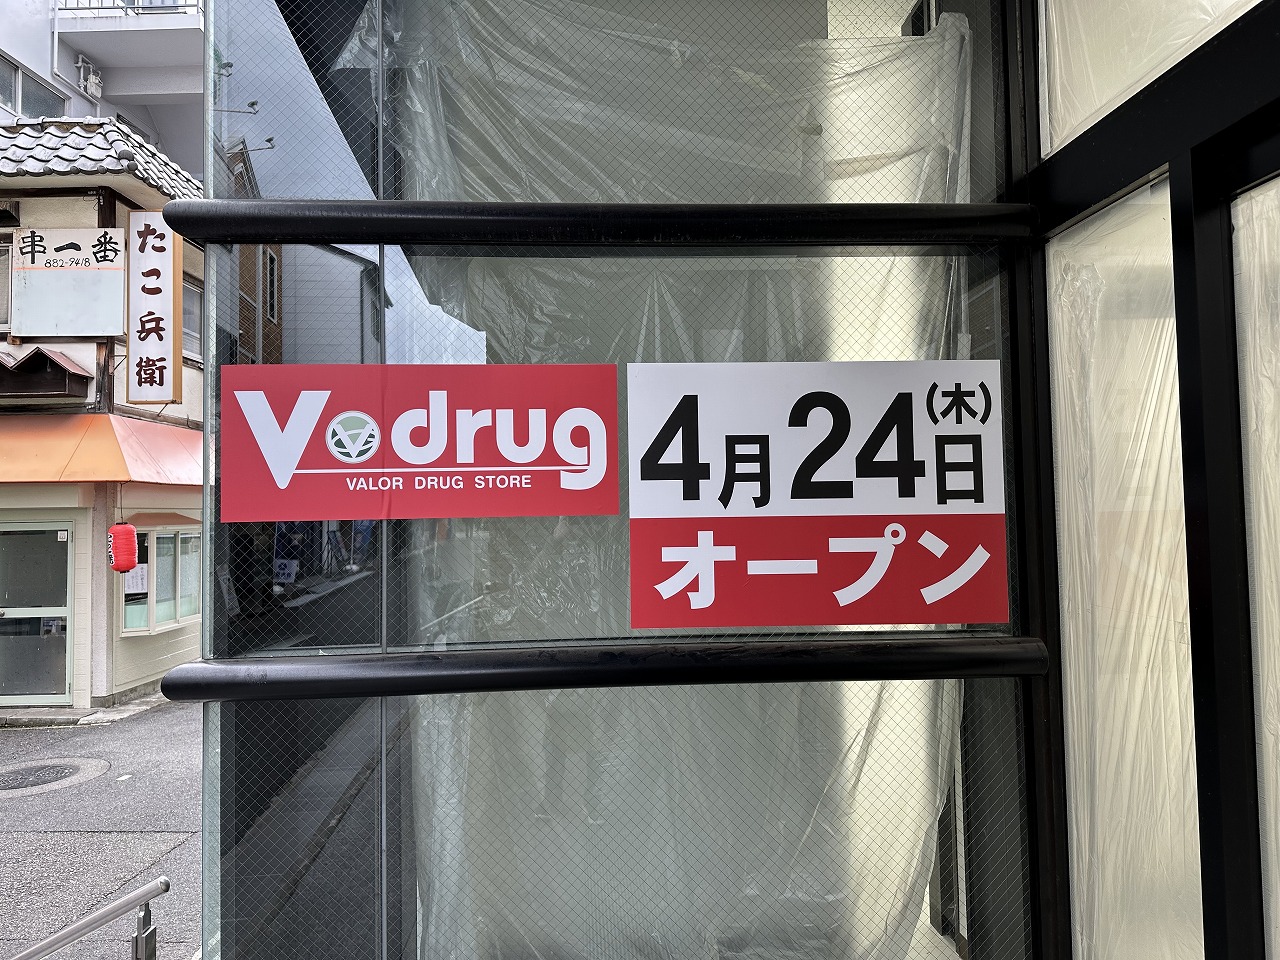 串一番
882-9418
たこ兵衛
V drug
VALOR DRUG STORE
4月24日(木)
オープン